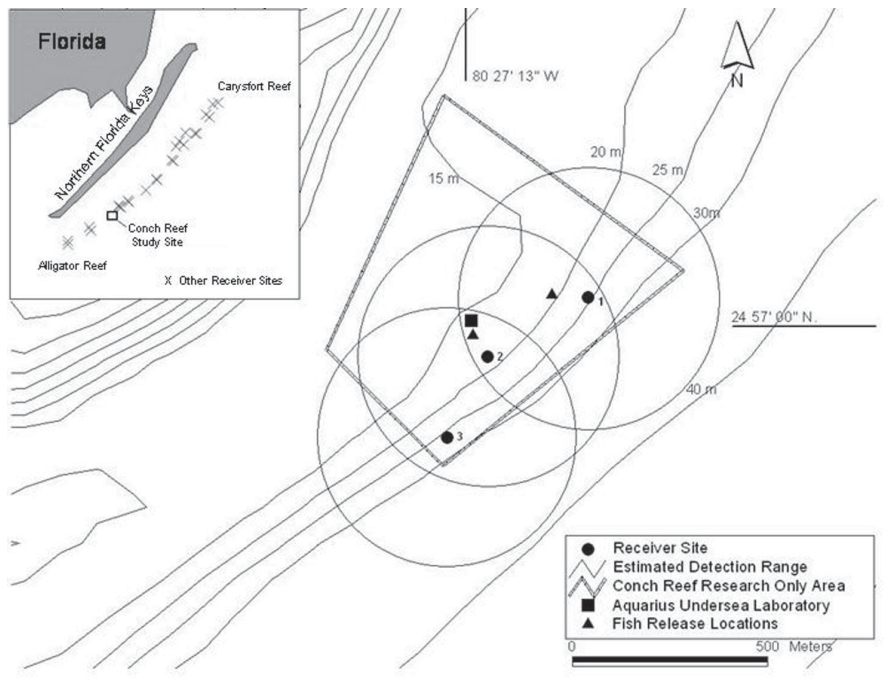 Florida
Carysfort Reef
Northern Florida Keys
Conch Reef
Study Site
Alligator Reef
X Other Receiver Sites
80 27' 13" W
N
20 m
25 m
15 m
30m
1
24 57' 00" N.
2
40 m
3
Receiver Site
Estimated Detection Range
Conch Reef Research Only Area
Aquarius Undersea Laboratory
Fish Release Locations
0 500 Meters